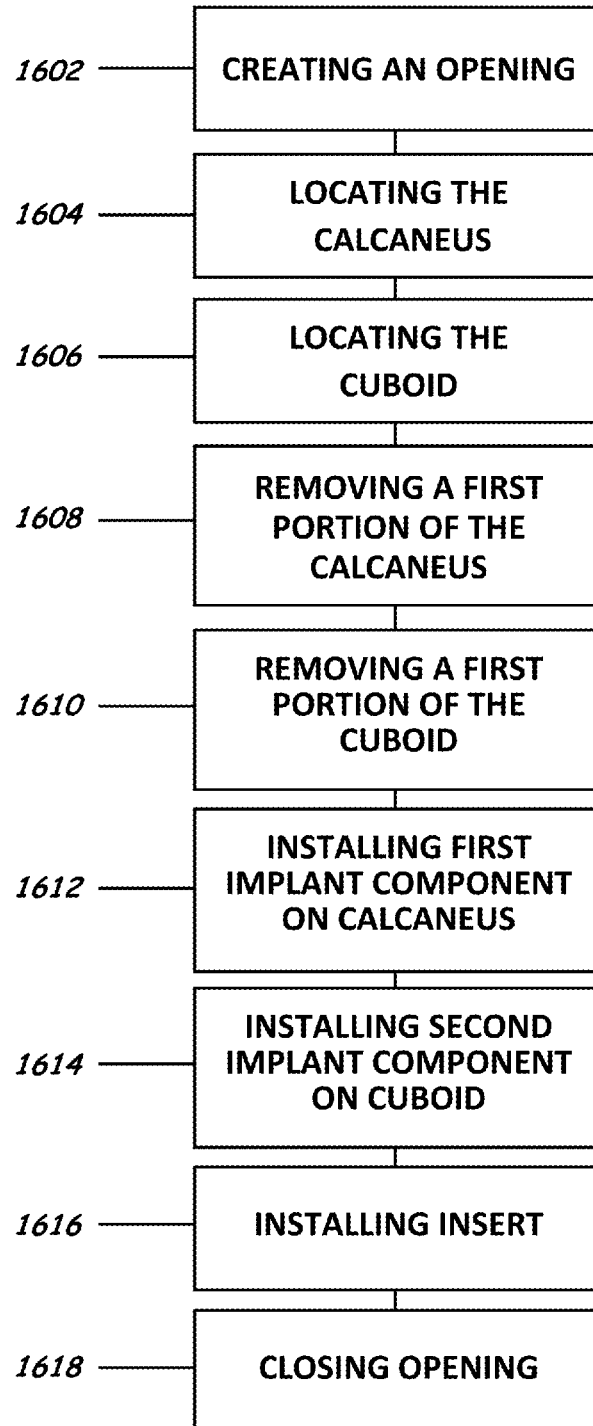 1602
CREATING AN OPENING
1604
LOCATING THE
CALCANEUS
1606
LOCATING THE
CUBOID
1608
REMOVING A FIRST
PORTION OF THE
CALCANEUS
1610
REMOVING A FIRST
PORTION OF THE
CUBOID
1612
INSTALLING FIRST
IMPLANT COMPONENT
ON CALCANEUS
1614
INSTALLING SECOND
IMPLANT COMPONENT
ON CUBOID
1616
INSTALLING INSERT
1618
CLOSING OPENING